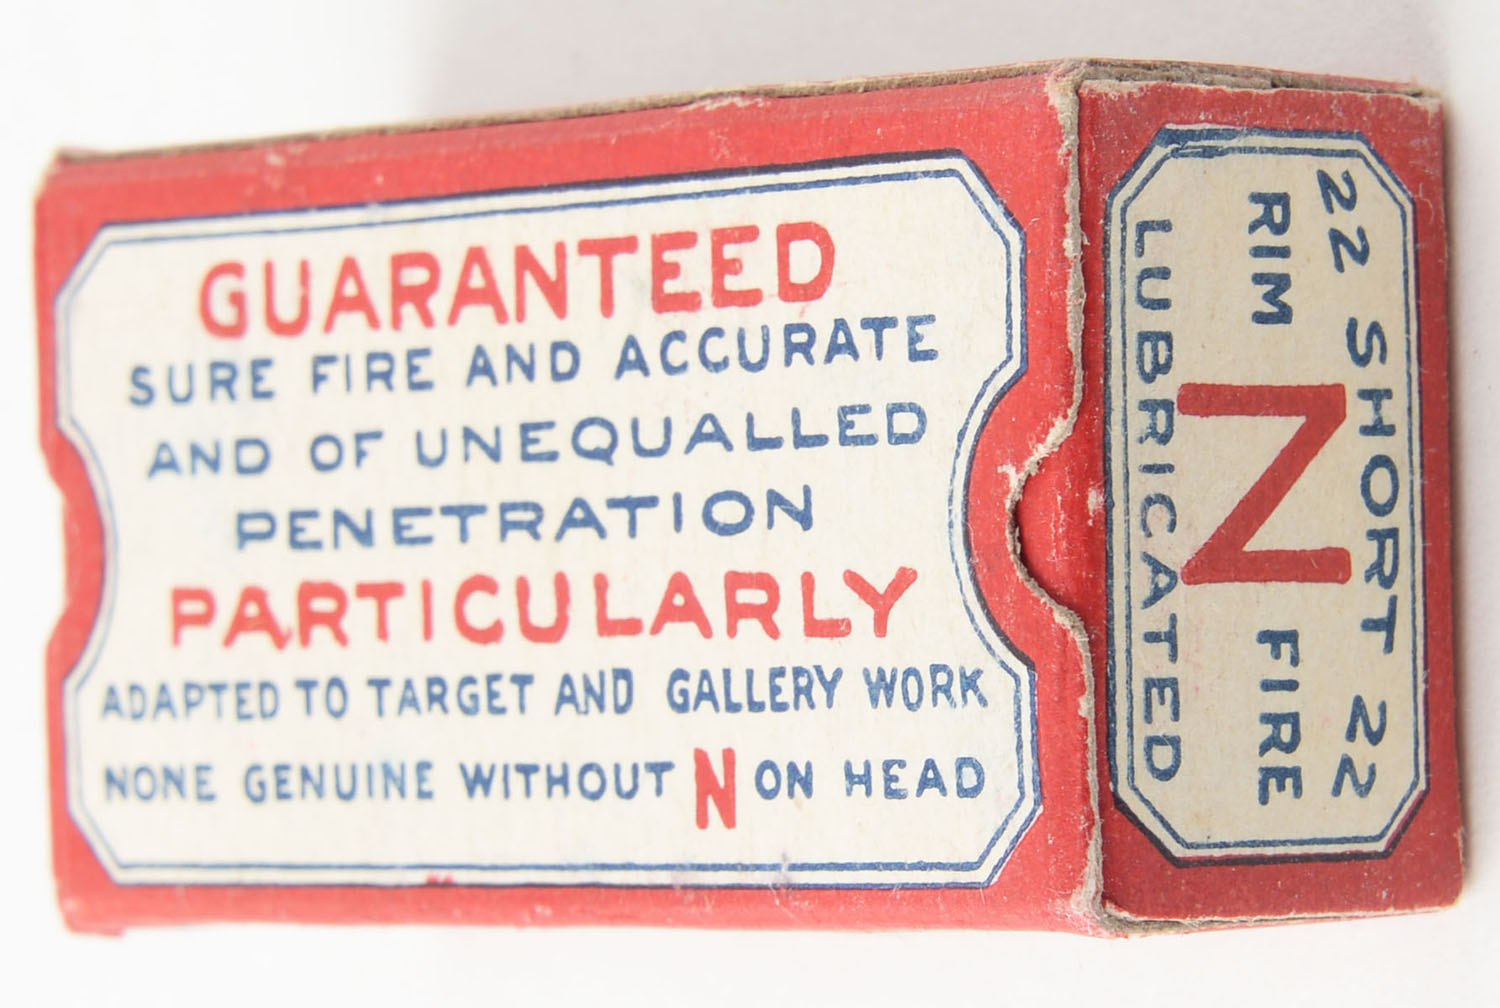 GUARANTEED
SURE FIRE AND ACCURATE
AND OF UNEQUALLED
PENETRATION
PARTICULARLY
ADAPTED TO TARGET AND GALLERY WORK
NONE GENUINE WITHOUT N ON HEAD
22 SHORT 22
RIM N FIRE
LUBRICATED